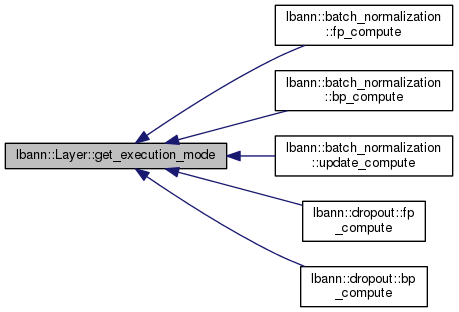 lbann::batch_normalization
::fp_compute
lbann::batch_normalization
::bp_compute
lbann::Layer::get_execution_mode
lbann::batch_normalization
::update_compute
lbann::dropout::fp
_compute
lbann::dropout::bp
_compute